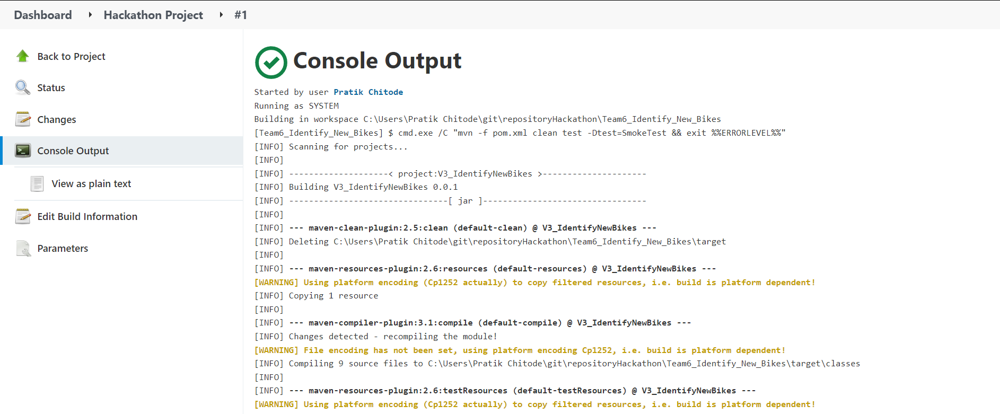 Dashboard Hackathon Project #1
Back to Project
Status
Changes
Console Output
View as plain text
Edit Build Information
Parameters
Console Output
Started by user Pratik Chitode
Running as SYSTEM
Building in workspace C:\Users\Pratik Chitode\git\repositoryHackathon\Team6_Identify_New_Bikes
[Team6_Identify_New_Bikes] $ cmd.exe /C "mvn -f pom.xml clean test -Dtest=SmokeTest && exit %%ERRORLEVEL%%"
[INFO] Scanning for projects...
[INFO]
[INFO] --------------------< project:V3_IdentifyNewBikes >---------------------
[INFO] Building V3_IdentifyNewBikes 0.0.1
[INFO] --------------------------------[ jar ]---------------------------------
[INFO]
[INFO] --- maven-clean-plugin:2.5:clean (default-clean) @ V3_IdentifyNewBikes ---
[INFO] Deleting C:\Users\Pratik Chitode\git\repositoryHackathon\Team6_Identify_New_Bikes\target
[INFO]
[INFO] --- maven-resources-plugin:2.6:resources (default-resources) @ V3_IdentifyNewBikes ---
[WARNING] Using platform encoding (Cp1252 actually) to copy filtered resources, i.e. build is platform dependent!
[INFO] Copying 1 resource
[INFO]
[INFO] --- maven-compiler-plugin:3.1:compile (default-compile) @ V3_IdentifyNewBikes ---
[INFO] Changes detected - recompiling the module!
[WARNING] File encoding has not been set, using platform encoding Cp1252, i.e. build is platform dependent!
[INFO] Compiling 9 source files to C:\Users\Pratik Chitode\git\repositoryHackathon\Team6_Identify_New_Bikes\target\classes
[INFO]
[INFO] --- maven-resources-plugin:2.6:testResources (default-testResources) @ V3_IdentifyNewBikes ---
[WARNING] Using platform encoding (Cp1252 actually) to copy filtered resources, i.e. build is platform dependent!